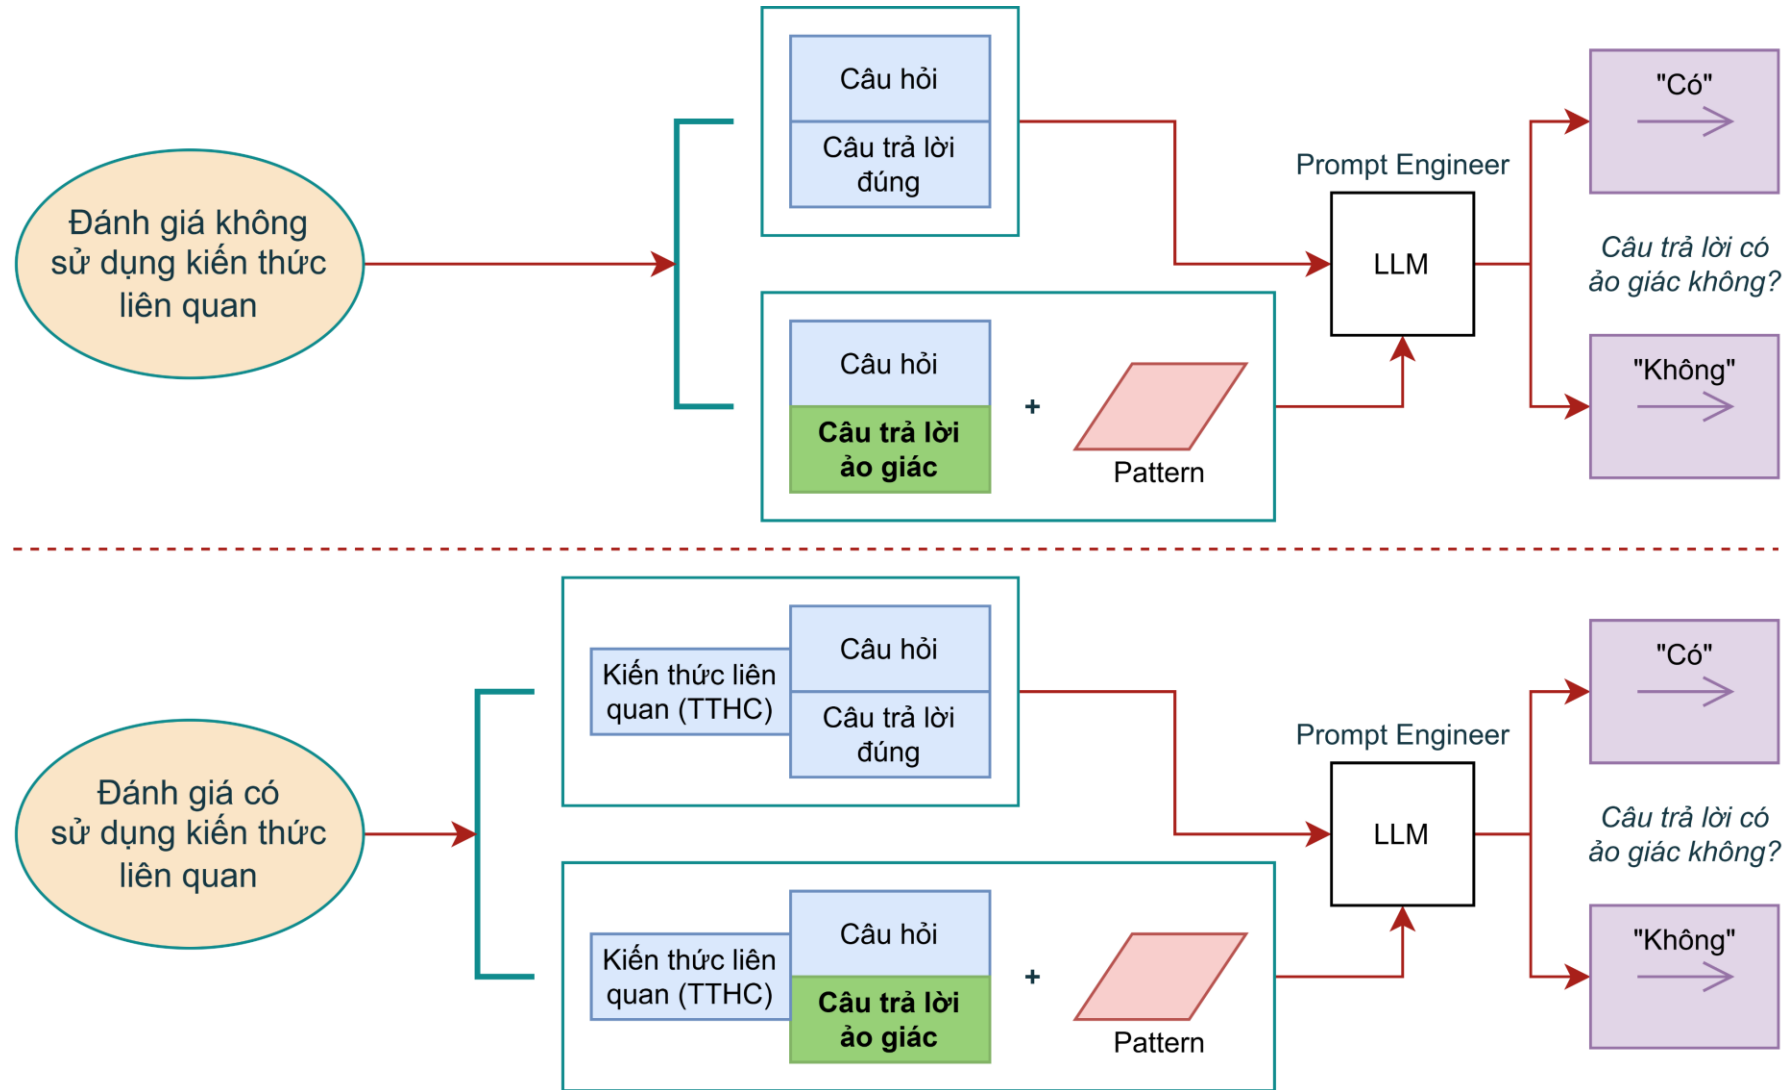 Đánh giá không
sử dụng kiến thức
liên quan
Câu hỏi
Câu trả lời
đúng
Câu hỏi
Câu trả lời
ảo giác
+
Pattern
Prompt Engineer
LLM
"Có"
Câu trả lời có
ảo giác không?
"Không"
Đánh giá có
sử dụng kiến thức
liên quan
Kiến thức liên
quan (TTHC)
Câu hỏi
Câu trả lời
đúng
Kiến thức liên
quan (TTHC)
Câu hỏi
Câu trả lời
ảo giác
+
Pattern
Prompt Engineer
LLM
"Có"
Câu trả lời có
ảo giác không?
"Không"